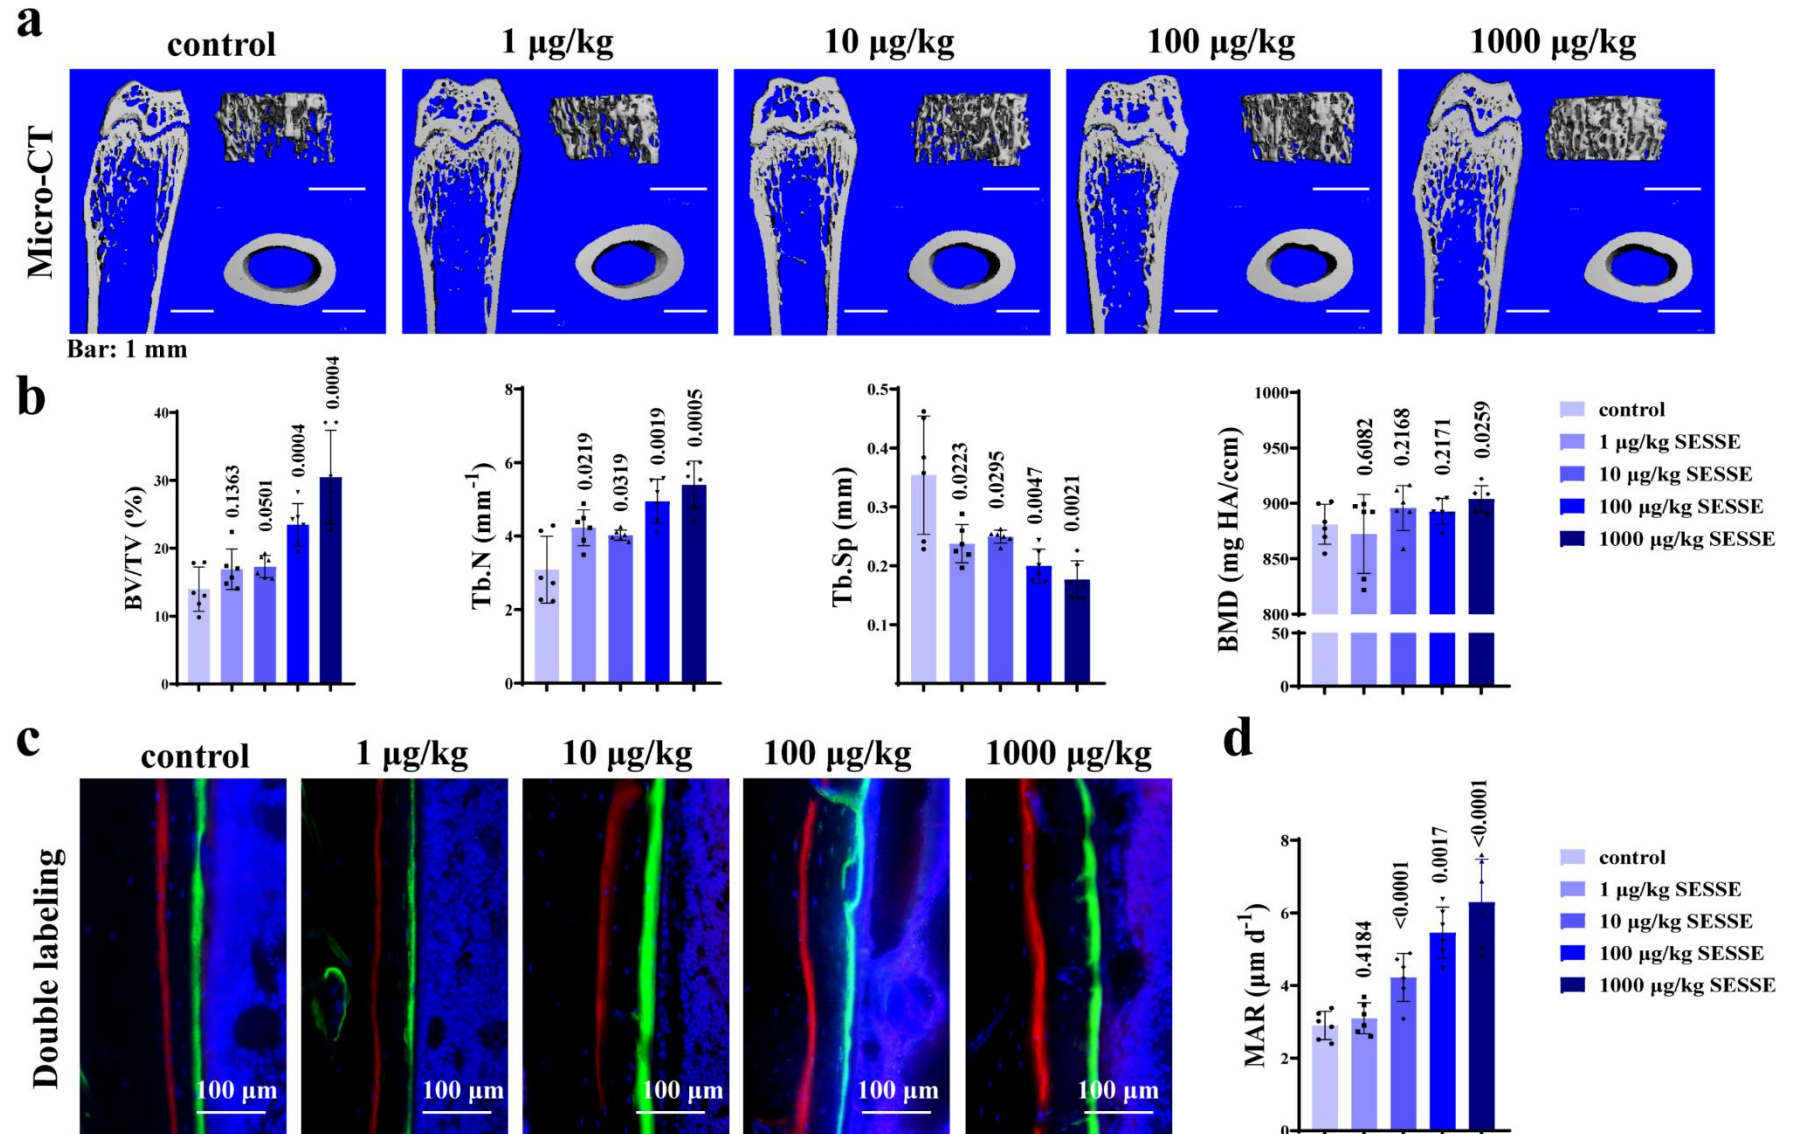 a
control
1 μg/kg
10 μg/kg
100 μg/kg
1000 μg/kg
Micro-CT
Bar: 1 mm
b
BV/TV (%)
40
30
20
10
0
0.1363
0.0501
0.0004
0.0004
Tb.N (mm-1)
8
6
4
2
0
0.0219
0.0319
0.0019
0.0005
Tb.Sp (mm)
0.5
0.4
0.3
0.2
0.1
0.0223
0.0295
0.0047
0.0021
BMD (mg HA/ccm)
1000
950
900
850
800
50
0
0.6082
0.2168
0.2171
0.0259
control
1 μg/kg SESSE
10 μg/kg SESSE
100 μg/kg SESSE
1000 μg/kg SESSE
c
control
1 μg/kg
10 μg/kg
100 μg/kg
1000 μg/kg
Double labeling
100 μm
100 μm
100 μm
100 μm
100 μm
d
MAR (μm d-1)
8
6
4
2
0
0.4184
<0.0001
0.0017
<0.0001
control
1 μg/kg SESSE
10 μg/kg SESSE
100 μg/kg SESSE
1000 μg/kg SESSE